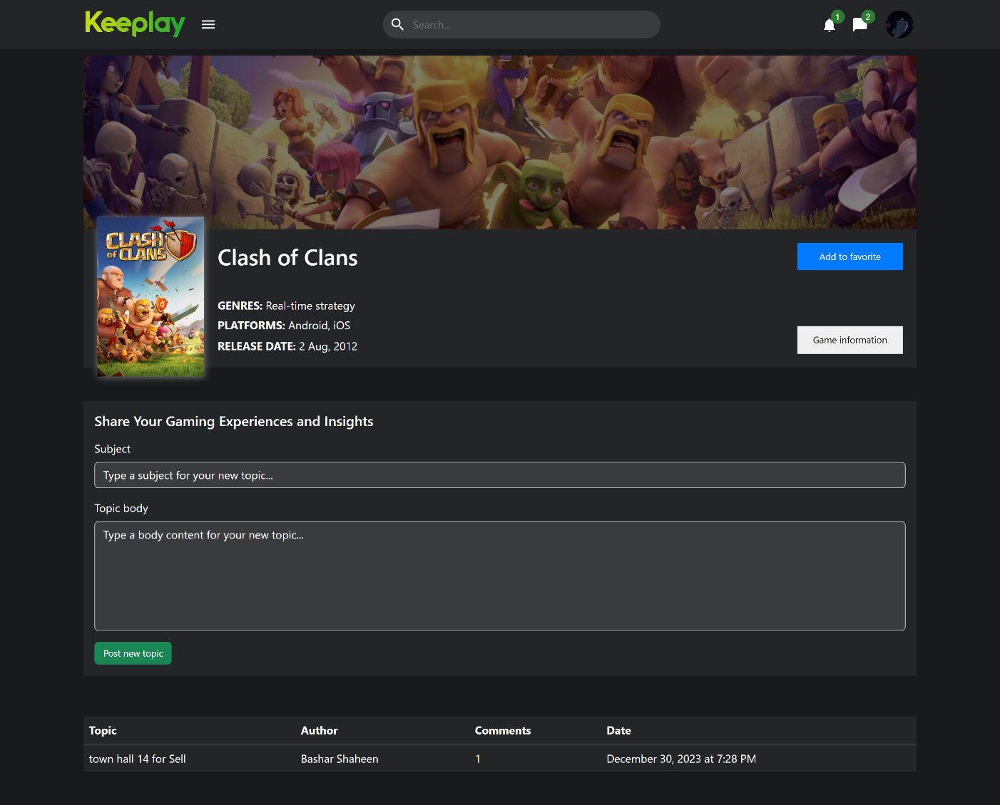 Keeplay
Search...
1
2
CLASH
of CLANS
Clash of Clans
Add to favorite
GENRES: Real-time strategy
PLATFORMS: Android, iOS
RELEASE DATE: 2 Aug, 2012
Game information
Share Your Gaming Experiences and Insights
Subject
Type a subject for your new topic...
Topic body
Type a body content for your new topic...
Post new topic
Topic Author Comments Date
town hall 14 for Sell Bashar Shaheen 1 December 30, 2023 at 7:28 PM